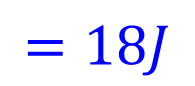 = 18J